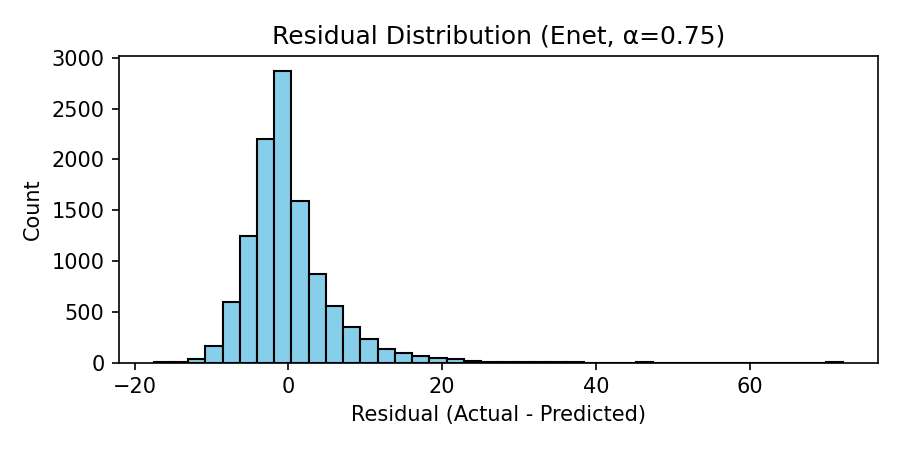 Residual Distribution (Enet, α=0.75)
3000
2500
2000
1500
1000
500
0
Count
−20 0 20 40 60
Residual (Actual - Predicted)